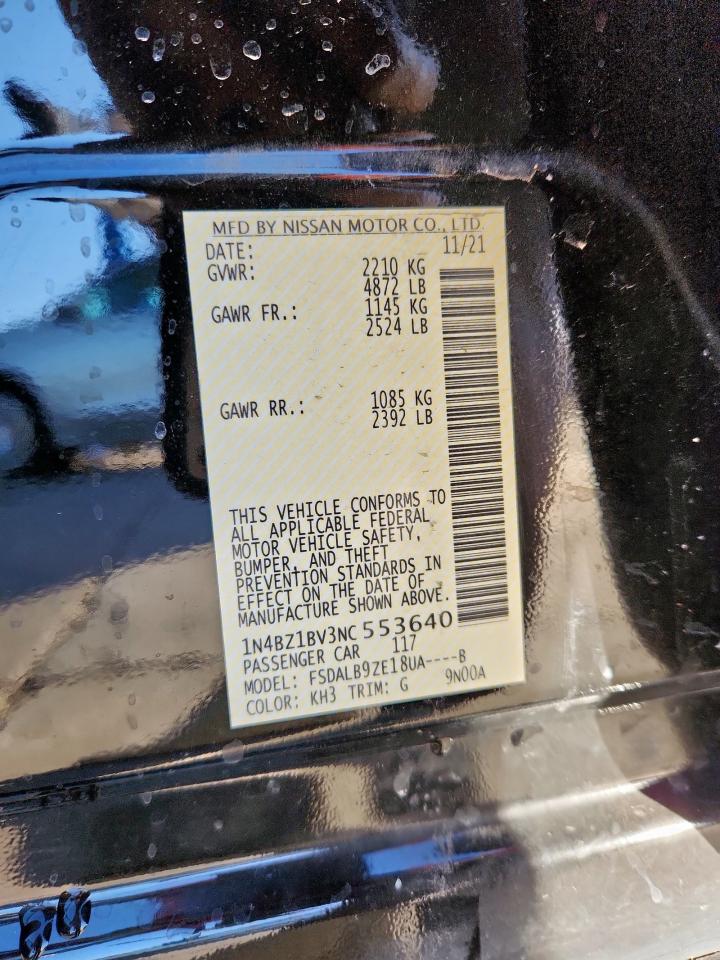 MFD BY NISSAN MOTOR CO., LTD.
DATE: 11/21
GVWR: 2210 KG
4872 LB
GAWR FR.: 1145 KG
2524 LB
GAWR RR.: 1085 KG
2392 LB
THIS VEHICLE CONFORMS TO
ALL APPLICABLE FEDERAL
MOTOR VEHICLE SAFETY,
BUMPER, AND THEFT
PREVENTION STANDARDS IN
EFFECT ON THE DATE OF
MANUFACTURE SHOWN ABOVE.
1N4BZ1BV3NC553640
PASSENGER CAR 117
MODEL: FSDALB9ZE18UA----B
COLOR: KH3 TRIM: G 9N00A